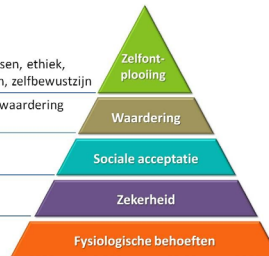 sen, ethiek,
, zelfbewustzijn
waardering
Zelfont-
plooiing
Waardering
Sociale acceptatie
Zekerheid
Fysiologische behoeften